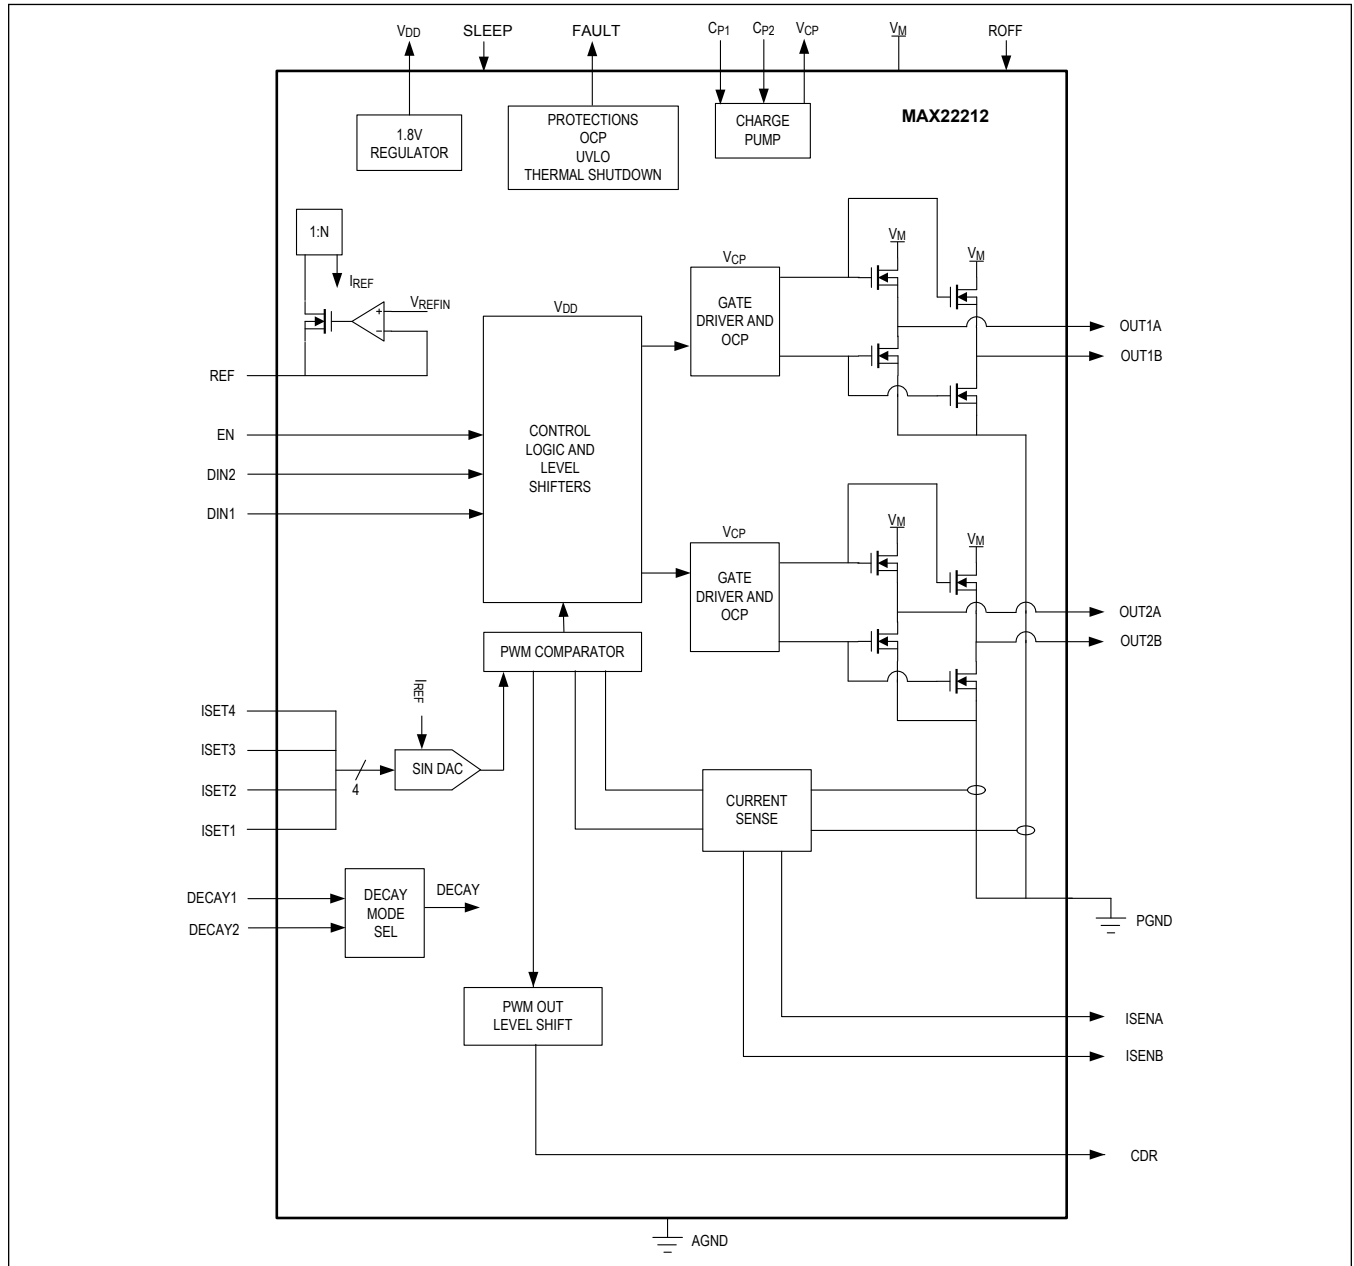 VDD SLEEP FAULT CP1 CP2 VCP VM ROFF
MAX22212
1.8V
REGULATOR
PROTECTIONS
OCP
UVLO
THERMAL SHUTDOWN
CHARGE
PUMP
1:N
IREF
VREFIN
+
−
REF
EN
DIN2
DIN1
VDD
CONTROL
LOGIC AND
LEVEL
SHIFTERS
VCP
GATE
DRIVER AND
OCP
VM
VM
OUT1A
OUT1B
VCP
GATE
DRIVER AND
OCP
VM
VM
OUT2A
OUT2B
PWM COMPARATOR
IREF
ISET4
ISET3
ISET2
ISET1
4
SIN DAC
CURRENT
SENSE
DECAY1
DECAY2
DECAY
MODE
SEL
DECAY
PGND
PWM OUT
LEVEL SHIFT
ISENA
ISENB
CDR
AGND